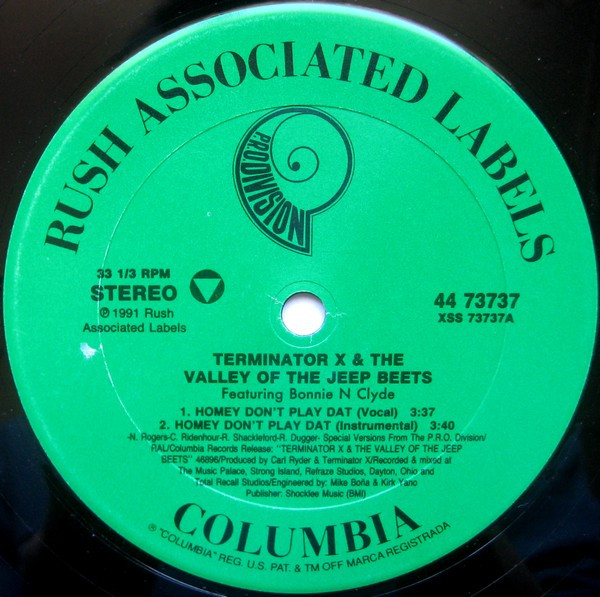 RUSH ASSOCIATED LABELS
P.R.O. DIVISION
33 1/3 RPM
STEREO
℗ 1991 Rush
Associated Labels
44 73737
XSS 73737A
TERMINATOR X & THE
VALLEY OF THE JEEP BEETS
Featuring Bonnie N Clyde
1. HOMEY DON'T PLAY DAT (Vocal) 3:37
2. HOMEY DON'T PLAY DAT (Instrumental) 3:40
-N. Rogers-C. Ridenhour-R. Shackleford-R. Dugger- Special Versions From The P.R.O. Division/
RAL/Columbia Records Release: "TERMINATOR X & THE VALLEY OF THE JEEP
BEETS" 46896/Produced by Carl Ryder & Terminator X/Recorded & mixed at
The Music Palace, Strong Island, Refraze Studios, Dayton, Ohio and
Total Recall Studios/Engineered by: Mike Boña & Kirk Yano
Publisher: Shocklee Music (BMI)
COLUMBIA
® "COLUMBIA" REG. U.S. PAT. & TM OFF MARCA REGISTRADA